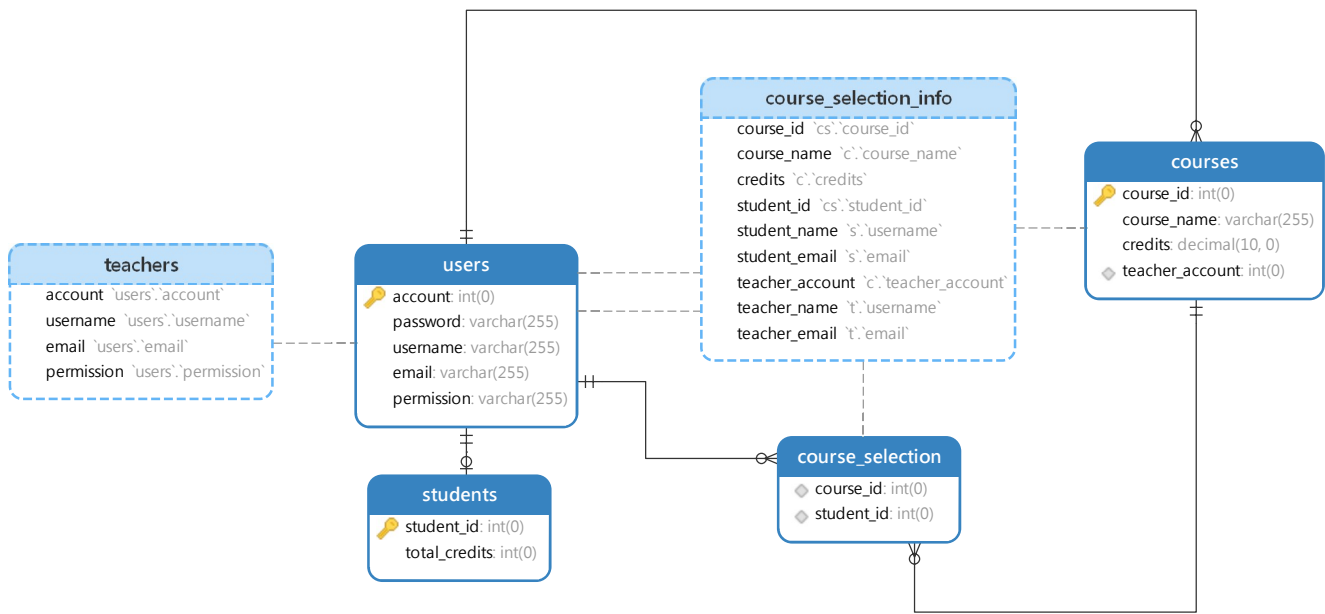 course_selection_info
course_id `cs`.`course_id`
course_name `c`.`course_name`
credits `c`.`credits`
student_id `cs`.`student_id`
student_name `s`.`username`
student_email `s`.`email`
teacher_account `c`.`teacher_account`
teacher_name `t`.`username`
teacher_email `t`.`email`
courses
course_id: int(0)
course_name: varchar(255)
credits: decimal(10, 0)
teacher_account: int(0)
teachers
account `users`.`account`
username `users`.`username`
email `users`.`email`
permission `users`.`permission`
users
account: int(0)
password: varchar(255)
username: varchar(255)
email: varchar(255)
permission: varchar(255)
course_selection
course_id: int(0)
student_id: int(0)
students
student_id: int(0)
total_credits: int(0)